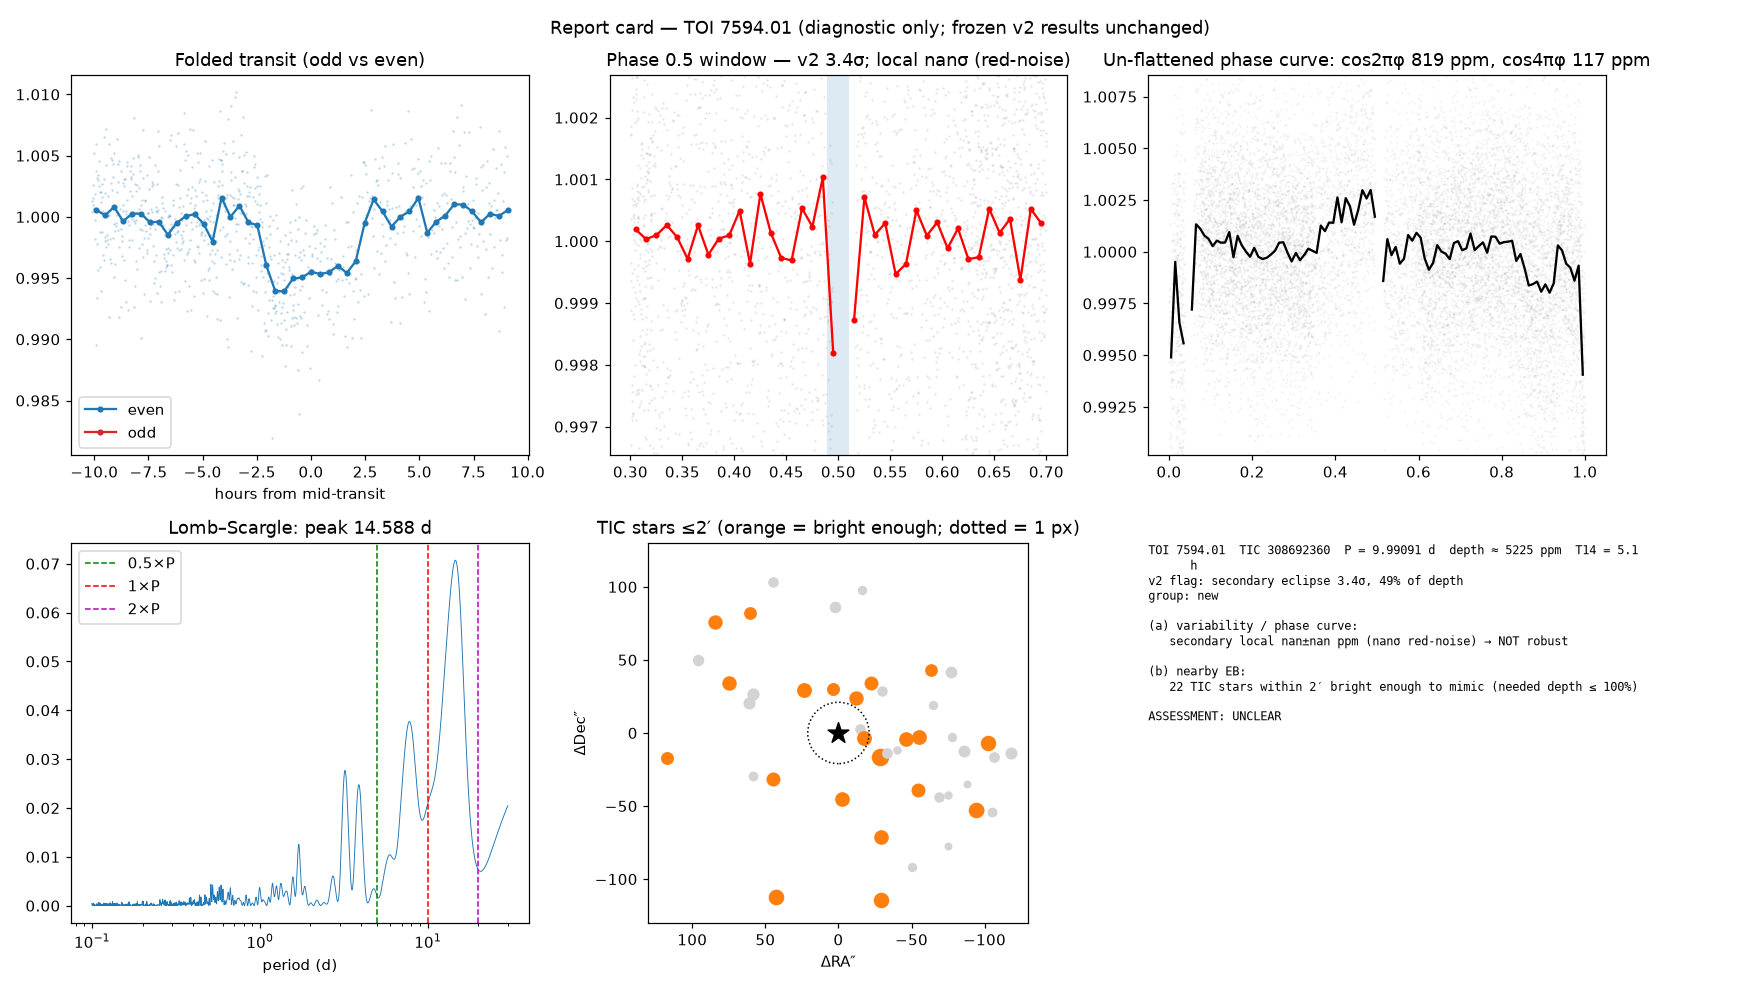 Report card — TOI 7594.01 (diagnostic only; frozen v2 results unchanged)
Folded transit (odd vs even)
1.010
1.005
1.000
0.995
0.990
0.985
even
odd
−10.0 −7.5 −5.0 −2.5 0.0 2.5 5.0 7.5 10.0
hours from mid-transit
Phase 0.5 window — v2 3.4σ; local nanσ (red-noise)
1.002
1.001
1.000
0.999
0.998
0.997
0.30 0.35 0.40 0.45 0.50 0.55 0.60 0.65 0.70
Un-flattened phase curve: cos2πφ 819 ppm, cos4πφ 117 ppm
1.0075
1.0050
1.0025
1.0000
0.9975
0.9950
0.9925
0.0 0.2 0.4 0.6 0.8 1.0
Lomb–Scargle: peak 14.588 d
0.07
0.06
0.05
0.04
0.03
0.02
0.01
0.00
0.5×P
1×P
2×P
10⁻¹ 10⁰ 10¹
period (d)
TIC stars ≤2′ (orange = bright enough; dotted = 1 px)
ΔDec″
100
50
0
−50
−100
100 50 0 −50 −100
ΔRA″
TOI 7594.01  TIC 308692360  P = 9.99091 d  depth ≈ 5225 ppm  T14 = 5.1
h
v2 flag: secondary eclipse 3.4σ, 49% of depth
group: new
(a) variability / phase curve:
secondary local nan±nan ppm (nanσ red-noise) → NOT robust
(b) nearby EB:
22 TIC stars within 2′ bright enough to mimic (needed depth ≤ 100%)
ASSESSMENT: UNCLEAR